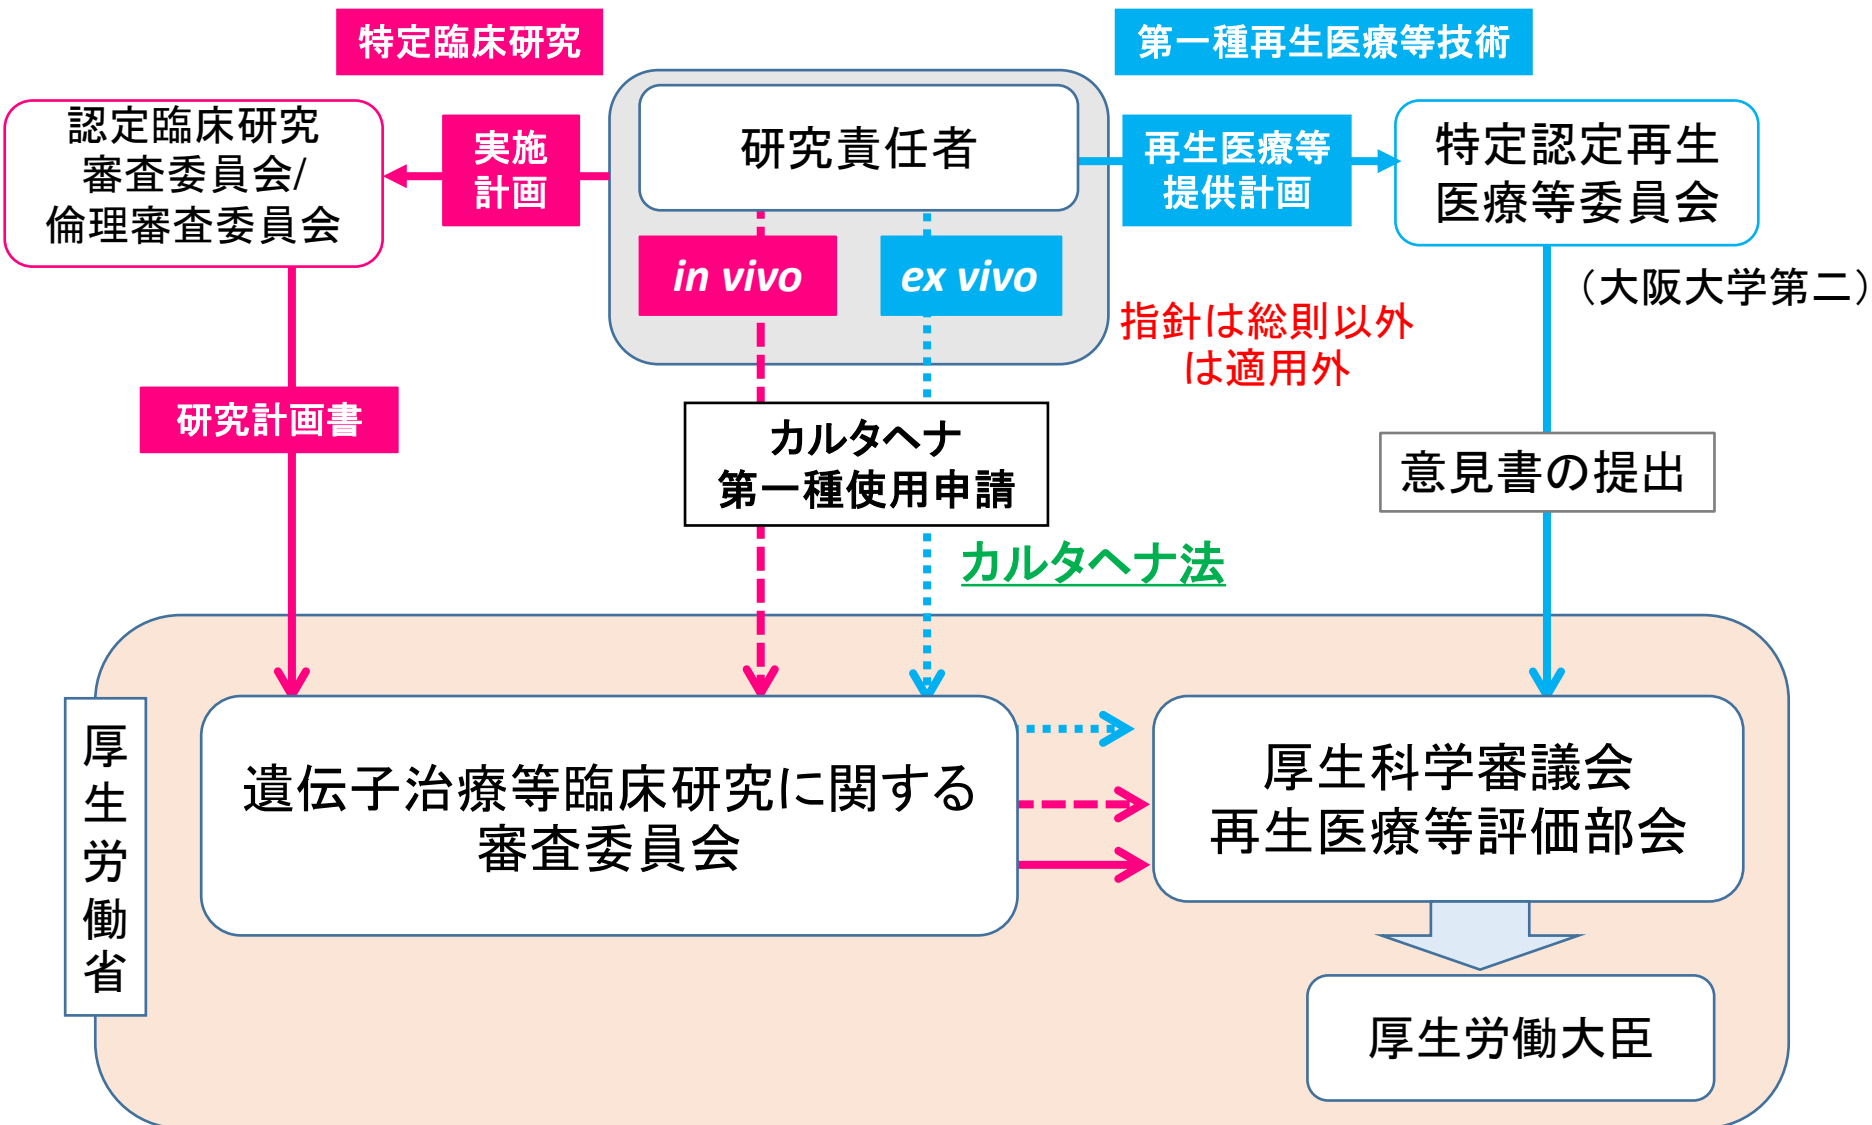 特定臨床研究
第一種再生医療等技術
認定臨床研究
審査委員会/
倫理審査委員会
実施
計画
研究責任者
再生医療等
提供計画
特定認定再生
医療等委員会
in vivo
ex vivo
（大阪大学第二）
指針は総則以外
は適用外
研究計画書
カルタヘナ
第一種使用申請
意見書の提出
カルタヘナ法
厚生労働省
遺伝子治療等臨床研究に関する
審査委員会
厚生科学審議会
再生医療等評価部会
厚生労働大臣